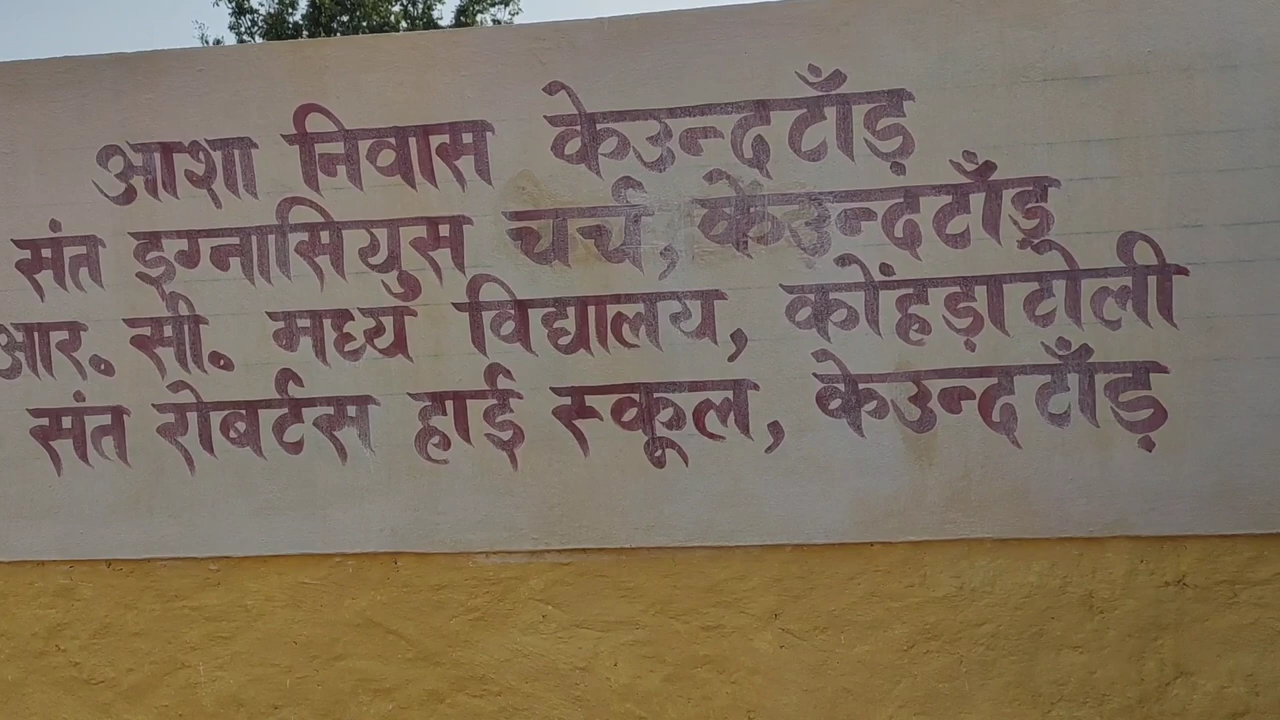 आशा निवास केउन्दटाँड़
संत इग्नासियुस चर्च, केउन्दटाँड़
आर. सी. मध्य विद्यालय, कोंहड़ाटोली
संत रोबर्टस हाई स्कूल, केउन्दटाँड़